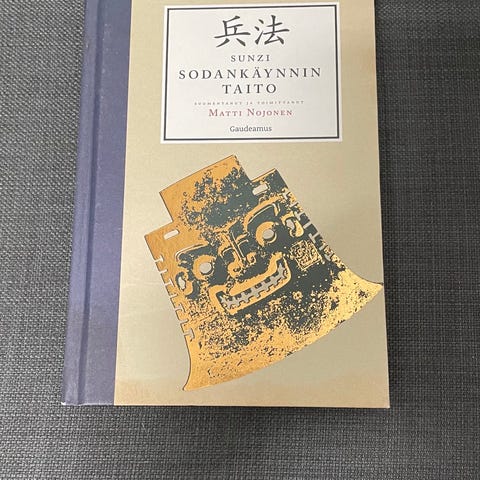 兵法
SUNZI
SODANKÄYNNIN
TAITO
SUOMENTANUT JA TOIMITTANUT
MATTI NOJONEN
Gaudeamus